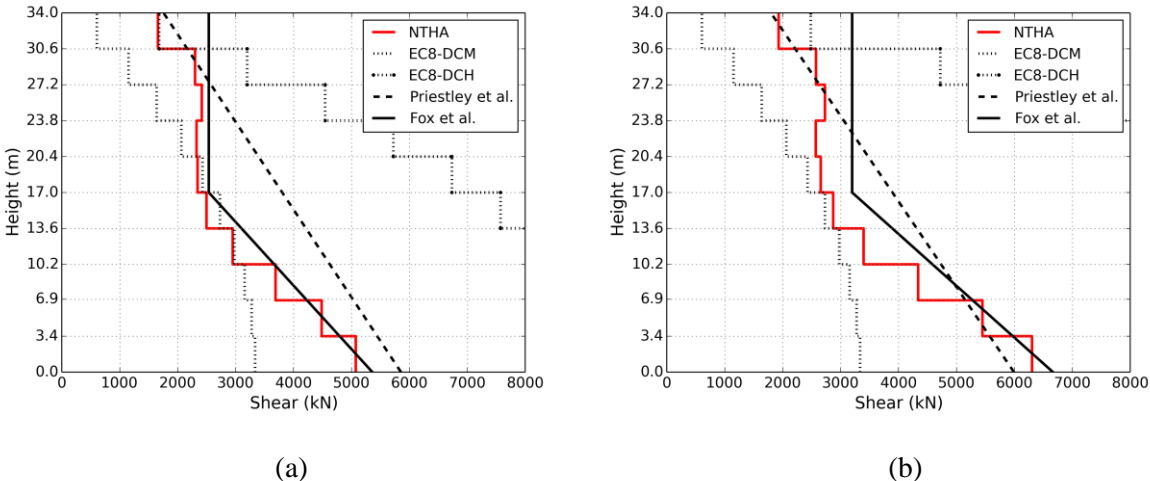 34.0
30.6
27.2
23.8
20.4
17.0
13.6
10.2
6.9
3.4
0.0
Height (m)
0 1000 2000 3000 4000 5000 6000 7000 8000
Shear (kN)
NTHA
EC8-DCM
EC8-DCH
Priestley et al.
Fox et al.
(a)
34.0
30.6
27.2
23.8
20.4
17.0
13.6
10.2
6.9
3.4
0.0
Height (m)
0 1000 2000 3000 4000 5000 6000 7000 8000
Shear (kN)
NTHA
EC8-DCM
EC8-DCH
Priestley et al.
Fox et al.
(b)